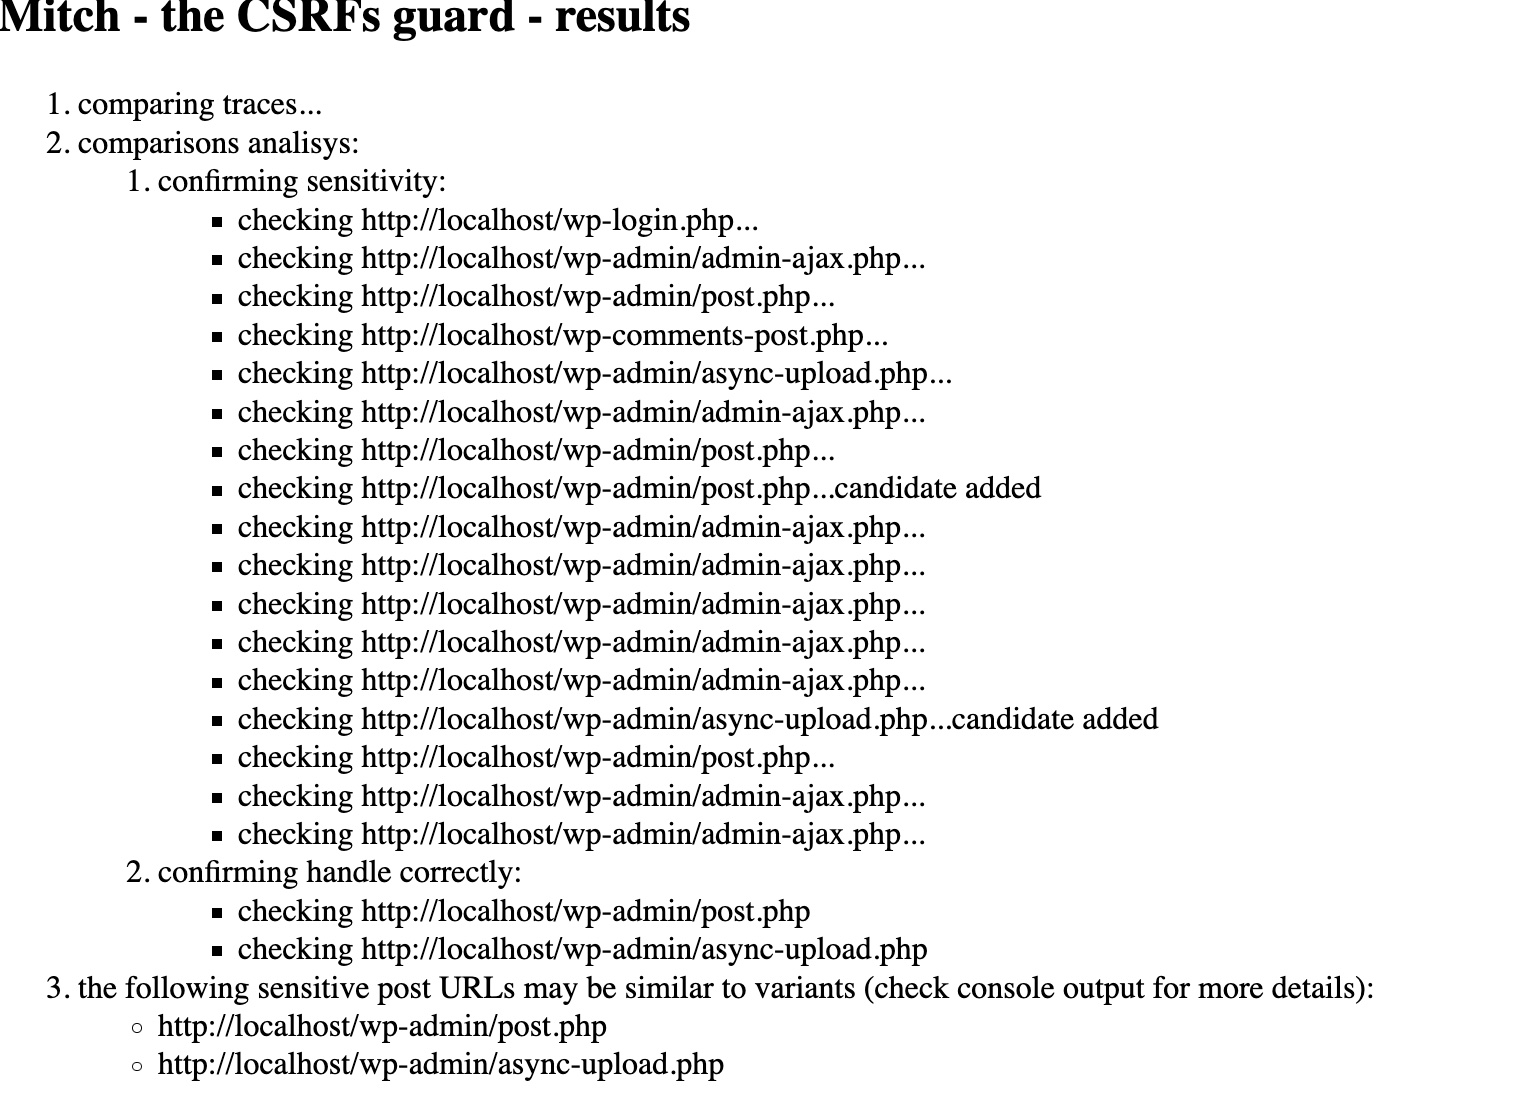 Mitch - the CSRFs guard - results
1. comparing traces...
2. comparisons analisys:
1. confirming sensitivity:
▪ checking http://localhost/wp-login.php...
▪ checking http://localhost/wp-admin/admin-ajax.php...
▪ checking http://localhost/wp-admin/post.php...
▪ checking http://localhost/wp-comments-post.php...
▪ checking http://localhost/wp-admin/async-upload.php...
▪ checking http://localhost/wp-admin/admin-ajax.php...
▪ checking http://localhost/wp-admin/post.php...
▪ checking http://localhost/wp-admin/post.php...candidate added
▪ checking http://localhost/wp-admin/admin-ajax.php...
▪ checking http://localhost/wp-admin/admin-ajax.php...
▪ checking http://localhost/wp-admin/admin-ajax.php...
▪ checking http://localhost/wp-admin/admin-ajax.php...
▪ checking http://localhost/wp-admin/admin-ajax.php...
▪ checking http://localhost/wp-admin/async-upload.php...candidate added
▪ checking http://localhost/wp-admin/post.php...
▪ checking http://localhost/wp-admin/admin-ajax.php...
▪ checking http://localhost/wp-admin/admin-ajax.php...
2. confirming handle correctly:
▪ checking http://localhost/wp-admin/post.php
▪ checking http://localhost/wp-admin/async-upload.php
3. the following sensitive post URLs may be similar to variants (check console output for more details):
◦ http://localhost/wp-admin/post.php
◦ http://localhost/wp-admin/async-upload.php